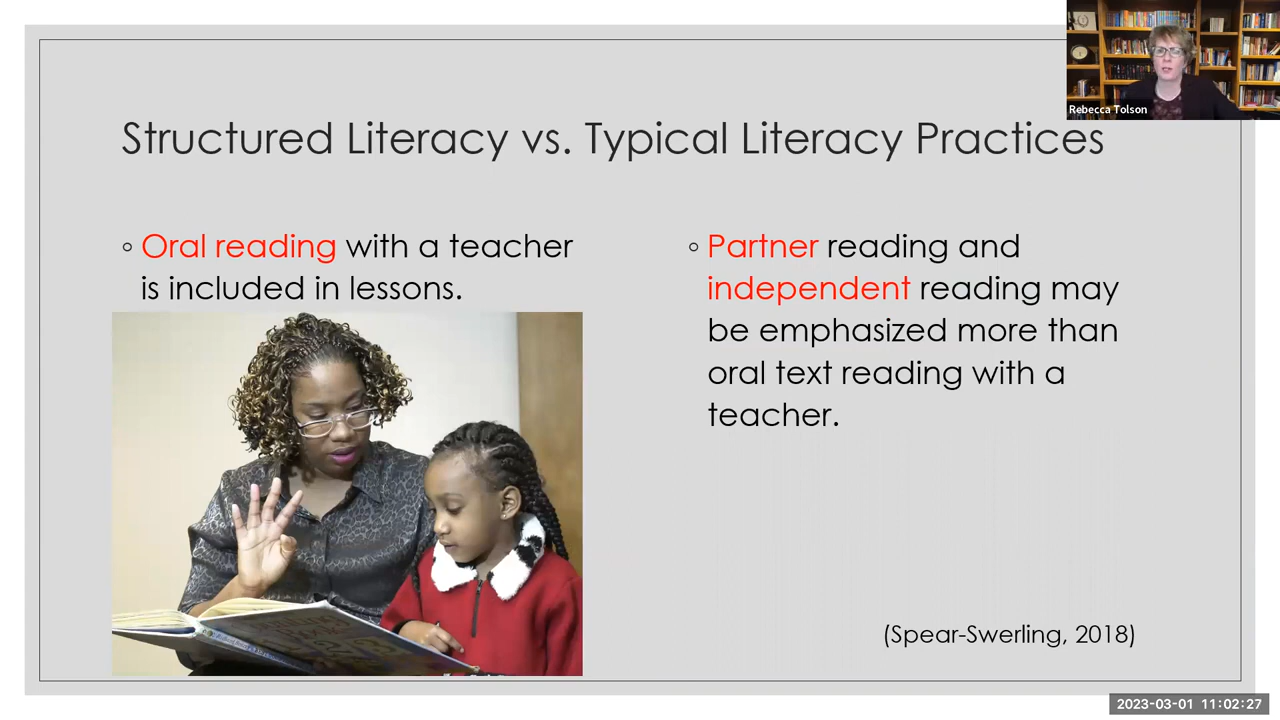 Rebecca Tolson
Structured Literacy vs. Typical Literacy Practices
◦ Oral reading with a teacher
is included in lessons.
◦ Partner reading and
independent reading may
be emphasized more than
oral text reading with a
teacher.
(Spear-Swerling, 2018)
2023-03-01 11:02:27